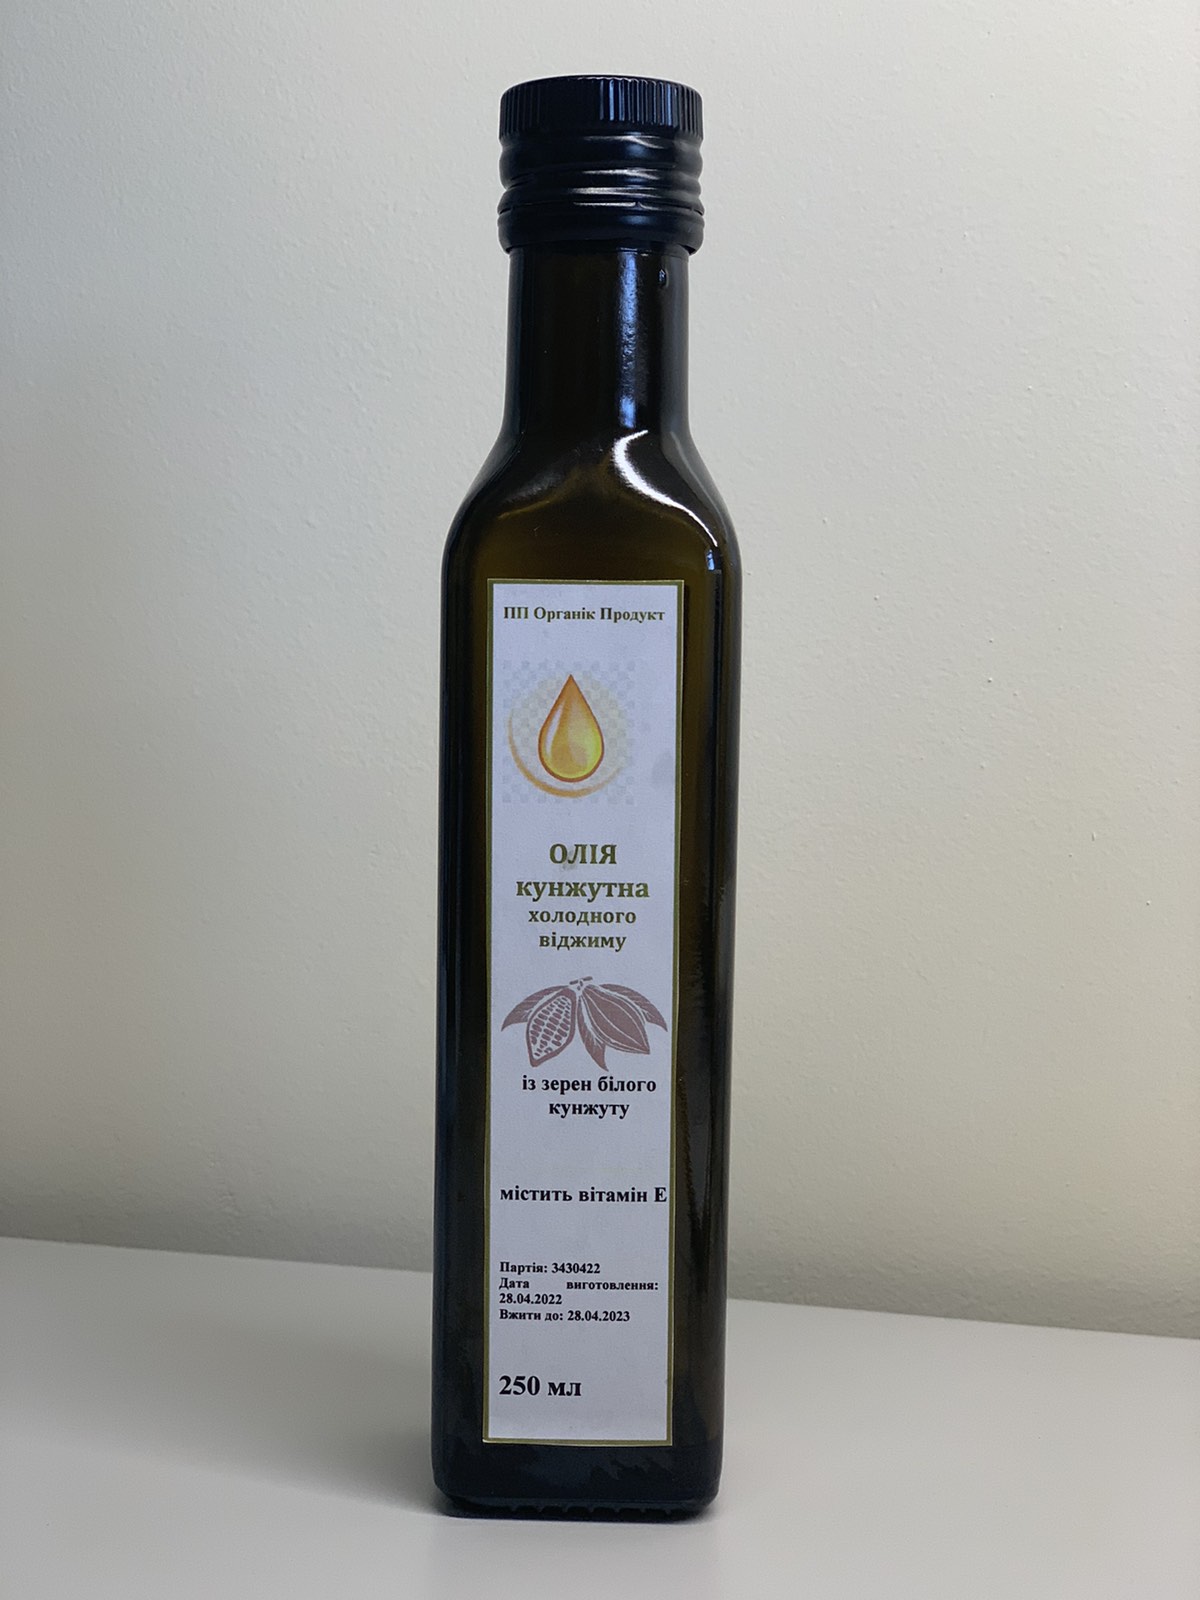 ПП Органік Продукт
ОЛІЯ
кунжутна
холодного
віджиму
із зерен білого
кунжуту
містить вітамін Е
Партія: 3430422
Дата виготовлення:
28.04.2022
Вжити до: 28.04.2023
250 мл